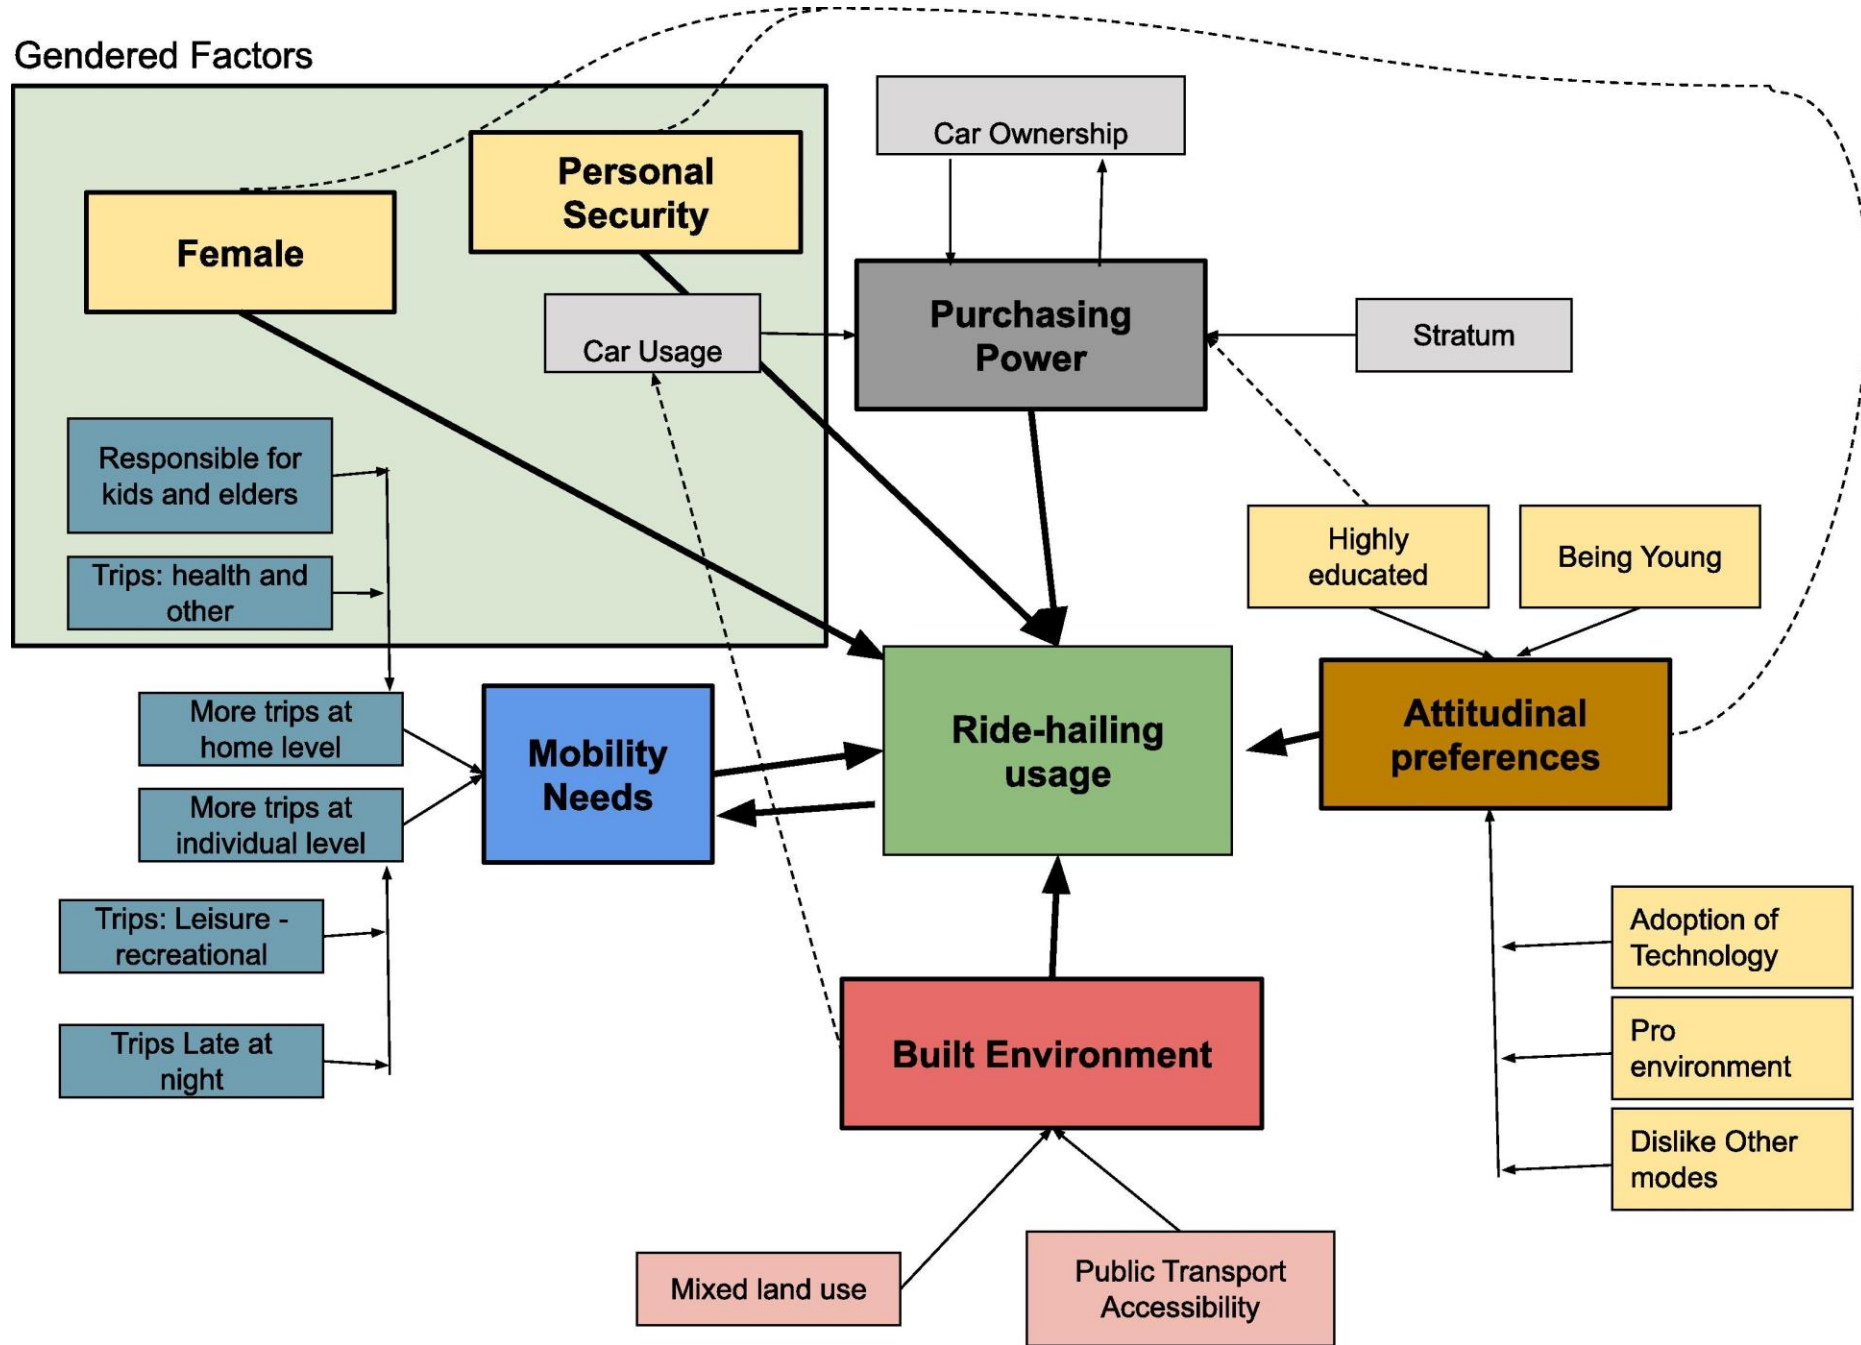 Gendered Factors
Car Ownership
Personal
Security
Female
Purchasing
Power
Car Usage
Stratum
Responsible for
kids and elders
Trips: health and
other
Highly
educated
Being Young
More trips at
home level
More trips at
individual level
Mobility
Needs
Ride-hailing
usage
Attitudinal
preferences
Trips: Leisure -
recreational
Trips Late at
night
Adoption of
Technology
Pro
environment
Dislike Other
modes
Built Environment
Mixed land use
Public Transport
Accessibility